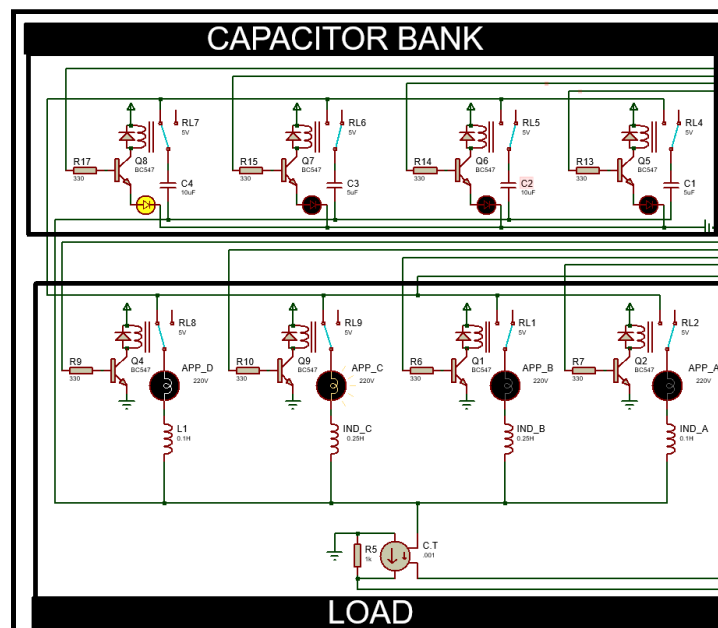 CAPACITOR BANK
RL7
5V
RL6
5V
RL5
5V
RL4
5V
R17
330
Q8
BC547
R15
330
Q7
BC547
R14
330
Q6
BC547
R13
330
Q5
BC547
C4
10uF
C3
5uF
C2
10uF
C1
5uF
RL8
5V
RL9
5V
RL1
5V
RL2
5V
R9
330
Q4
BC547
APP_D
220V
R10
330
Q9
BC547
APP_C
220V
R6
330
Q1
BC547
APP_B
220V
R7
330
Q2
BC547
APP_A
220V
L1
0.1H
IND_C
0.25H
IND_B
0.25H
IND_A
0.1H
R5
1k
C.T
.001
LOAD